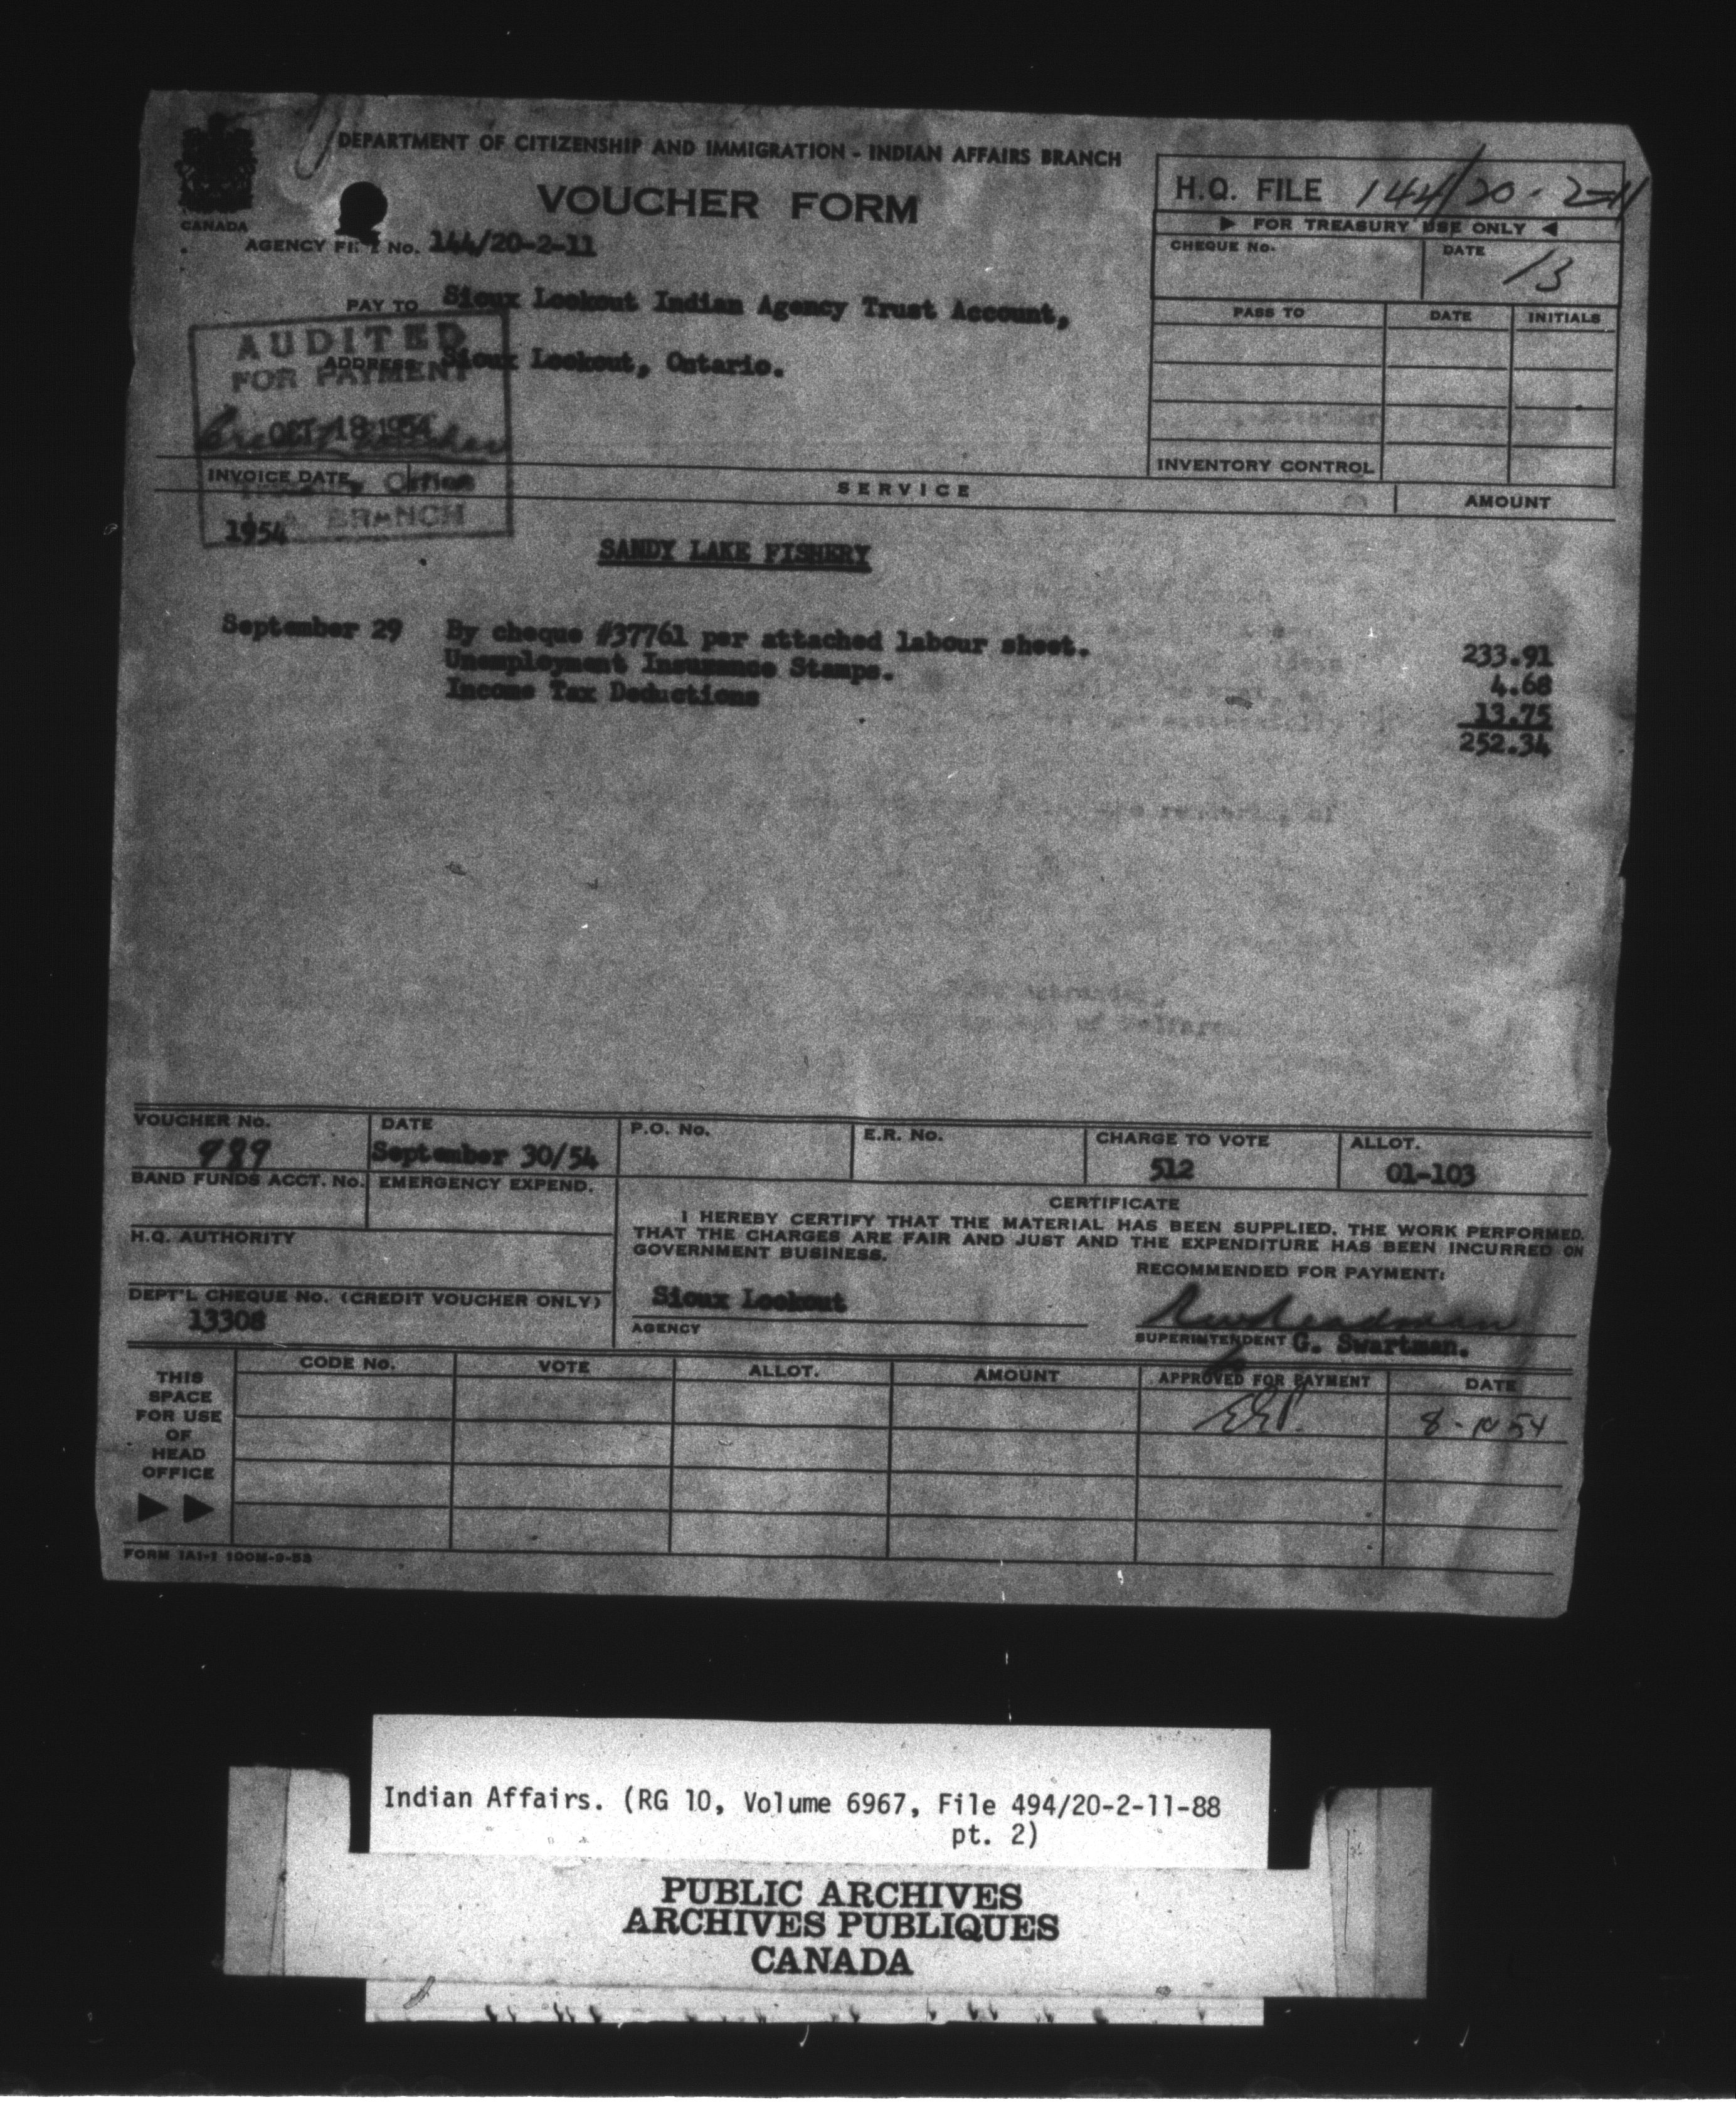 DEPARTMENT OF CITIZENSHIP AND IMMIGRATION - INDIAN AFFAIRS BRANCH
VOUCHER FORM
CANADA
AGENCY FILE No. 144/20-2-11
H.Q. FILE 144/20-2-11
FOR TREASURY USE ONLY
CHEQUE No.
DATE 13
PASS TO DATE INITIALS
INVENTORY CONTROL
PAY TO Sioux Lookout Indian Agency Trust Account,
ADDRESS Sioux Lookout, Ontario.
AUDITED
FOR PAYMENT
OCT 18 1954
Office
BRANCH
INVOICE DATE SERVICE AMOUNT
1954
SANDY LAKE FISHERY
September 29 By cheque #37761 per attached labour sheet. 233.91
Unemployment Insurance Stamps. 4.68
Income Tax Deductions 13.75
252.34
VOUCHER No. DATE P.O. No. E.R. No. CHARGE TO VOTE ALLOT.
989 September 30/54 512 01-103
BAND FUNDS ACCT. No. EMERGENCY EXPEND.
H.Q. AUTHORITY
DEPT'L CHEQUE No. (CREDIT VOUCHER ONLY)
13308
CERTIFICATE
I HEREBY CERTIFY THAT THE MATERIAL HAS BEEN SUPPLIED, THE WORK PERFORMED,
THAT THE CHARGES ARE FAIR AND JUST AND THE EXPENDITURE HAS BEEN INCURRED ON
GOVERNMENT BUSINESS.
RECOMMENDED FOR PAYMENT:
Sioux Lookout
AGENCY
SUPERINTENDENT G. Swartman.
THIS
SPACE
FOR USE
OF
HEAD
OFFICE
CODE No. VOTE ALLOT. AMOUNT APPROVED FOR PAYMENT DATE
8-10 54
Indian Affairs. (RG 10, Volume 6967, File 494/20-2-11-88
pt. 2)
PUBLIC ARCHIVES
ARCHIVES PUBLIQUES
CANADA